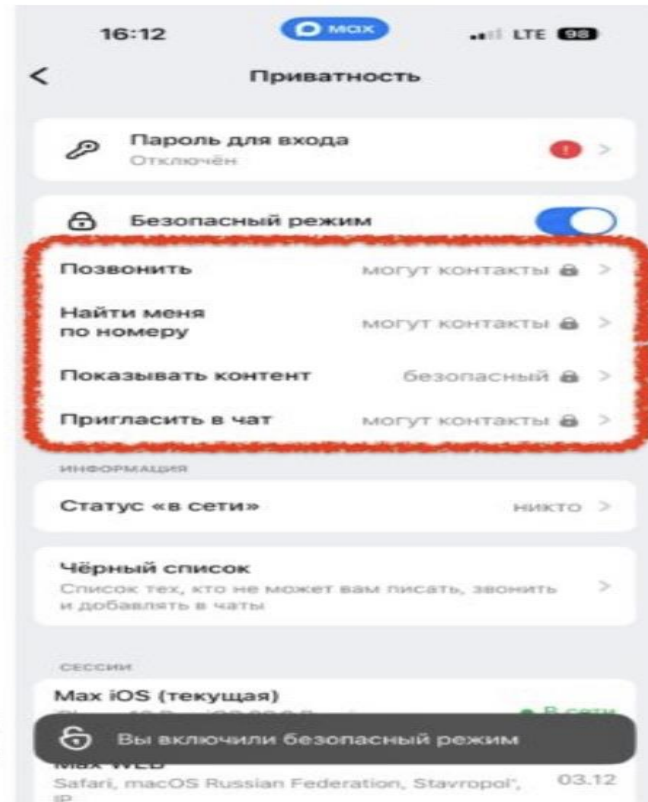 16:12
max
LTE 98
Приватность
Пароль для входа
Отключён
Безопасный режим
Позвонить могут контакты
Найти меня
по номеру могут контакты
Показывать контент безопасный
Пригласить в чат могут контакты
ИНФОРМАЦИЯ
Статус «в сети» никто
Чёрный список
Список тех, кто не может вам писать, звонить
и добавлять в чаты
СЕССИИ
Max iOS (текущая)
В сети
Вы включили безопасный режим
Max WEB
Safari, macOS Russian Federation, Stavropol', 03.12
IP